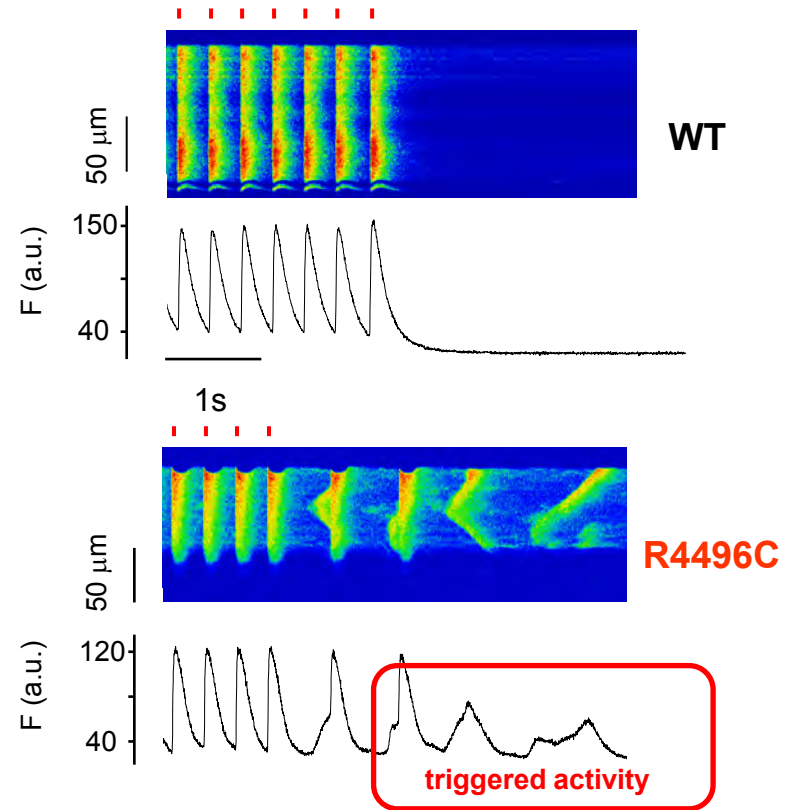 50 μm
WT
150
40
F (a.u.)
1s
50 μm
R4496C
120
40
F (a.u.)
triggered activity